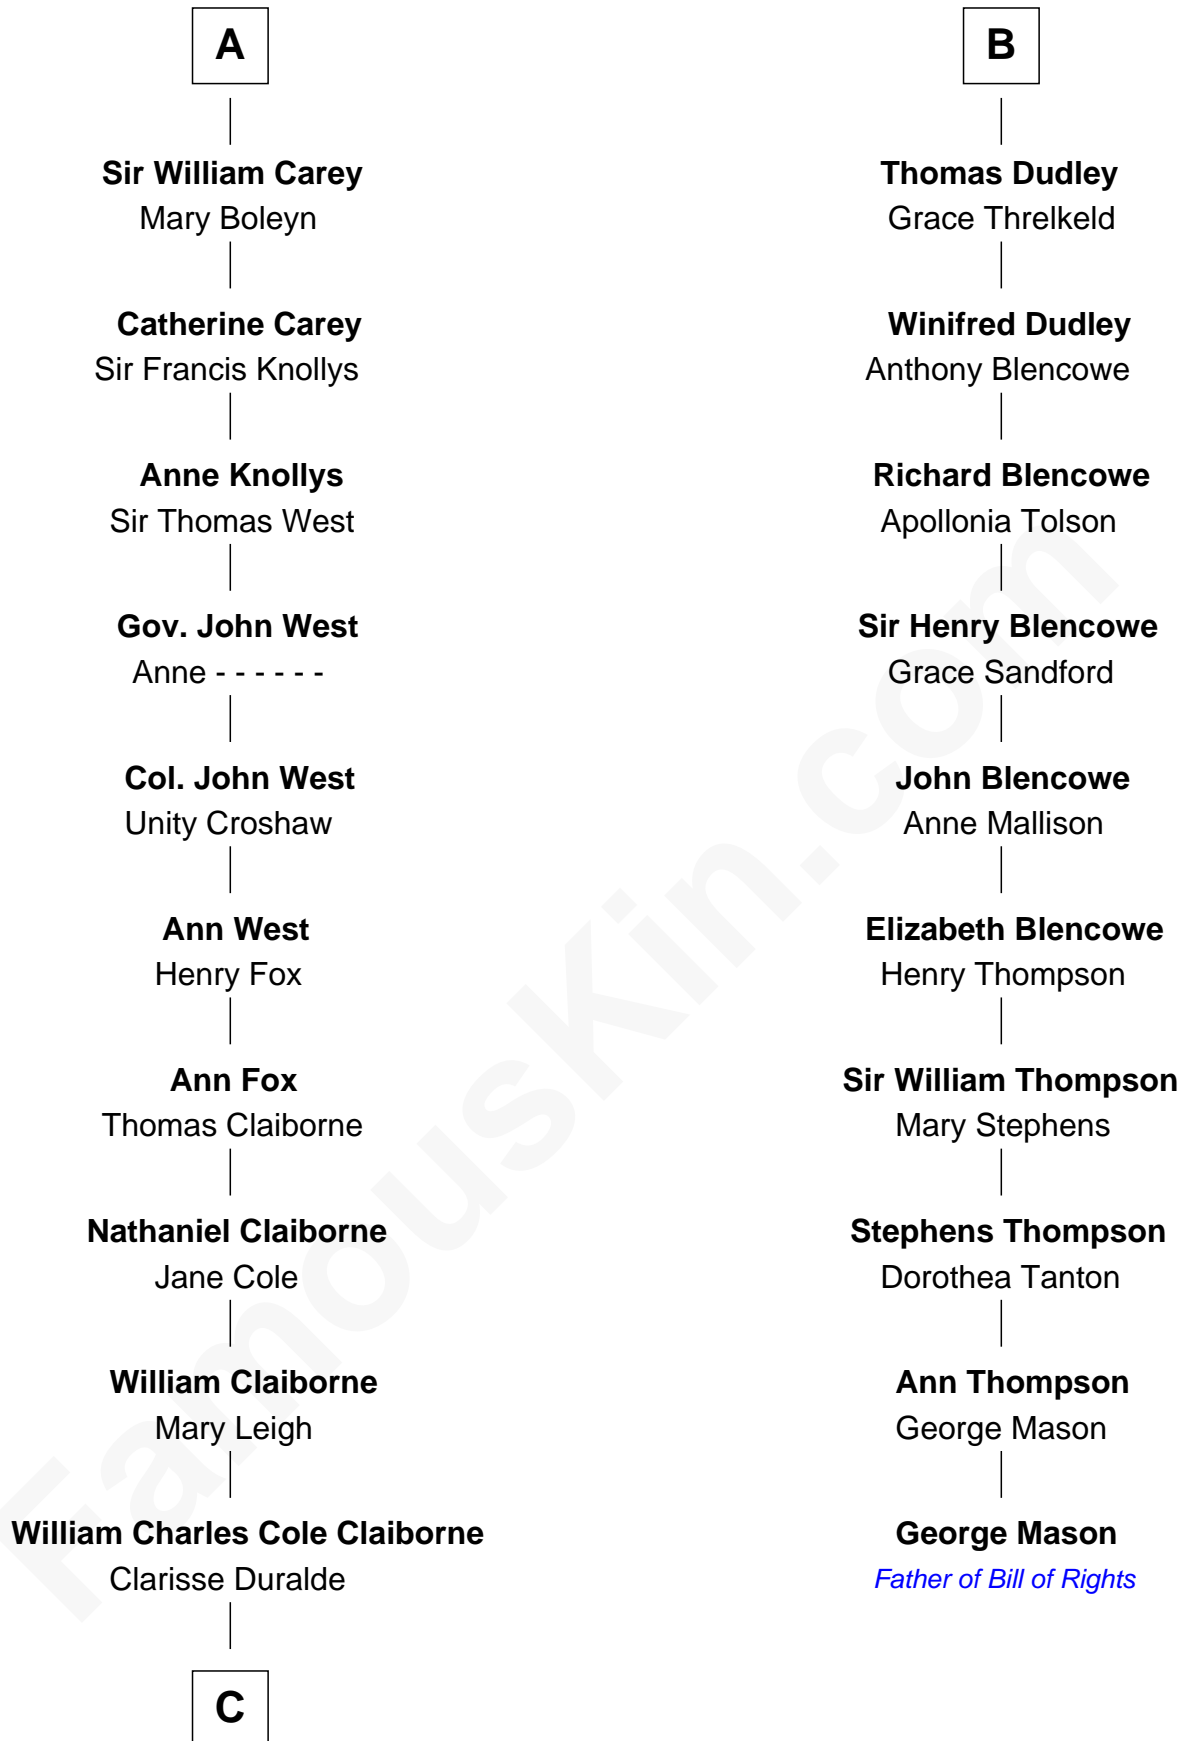 A
Sir William Carey
Mary Boleyn
Catherine Carey
Sir Francis Knollys
Anne Knollys
Sir Thomas West
Gov. John West
Anne - - - - - -
Col. John West
Unity Croshaw
Ann West
Henry Fox
Ann Fox
Thomas Claiborne
Nathaniel Claiborne
Jane Cole
William Claiborne
Mary Leigh
William Charles Cole Claiborne
Clarisse Duralde
C
B
Thomas Dudley
Grace Threlkeld
Winifred Dudley
Anthony Blencowe
Richard Blencowe
Apollonia Tolson
Sir Henry Blencowe
Grace Sandford
John Blencowe
Anne Mallison
Elizabeth Blencowe
Henry Thompson
Sir William Thompson
Mary Stephens
Stephens Thompson
Dorothea Tanton
Ann Thompson
George Mason
George Mason
Father of Bill of Rights
FamousKin.com